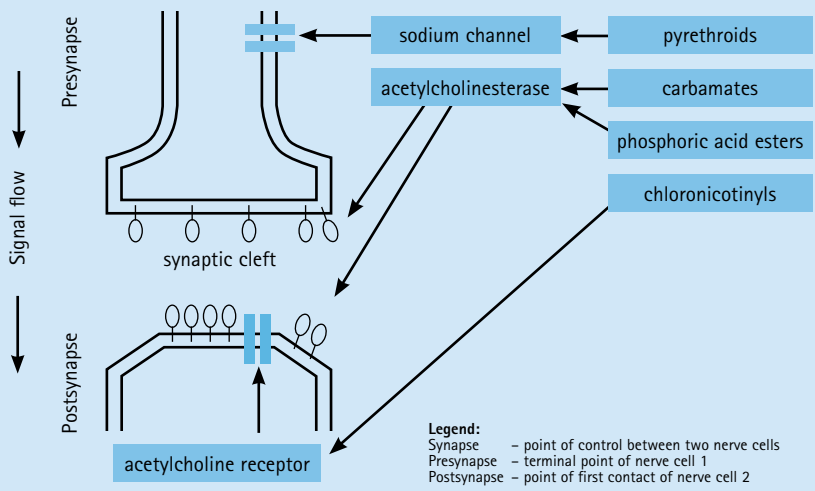 Presynapse
Signal flow
Postsynapse
sodium channel
pyrethroids
acetylcholinesterase
carbamates
phosphoric acid esters
chloronicotinyls
synaptic cleft
acetylcholine receptor
Legend:
Synapse – point of control between two nerve cells
Presynapse – terminal point of nerve cell 1
Postsynapse – point of first contact of nerve cell 2